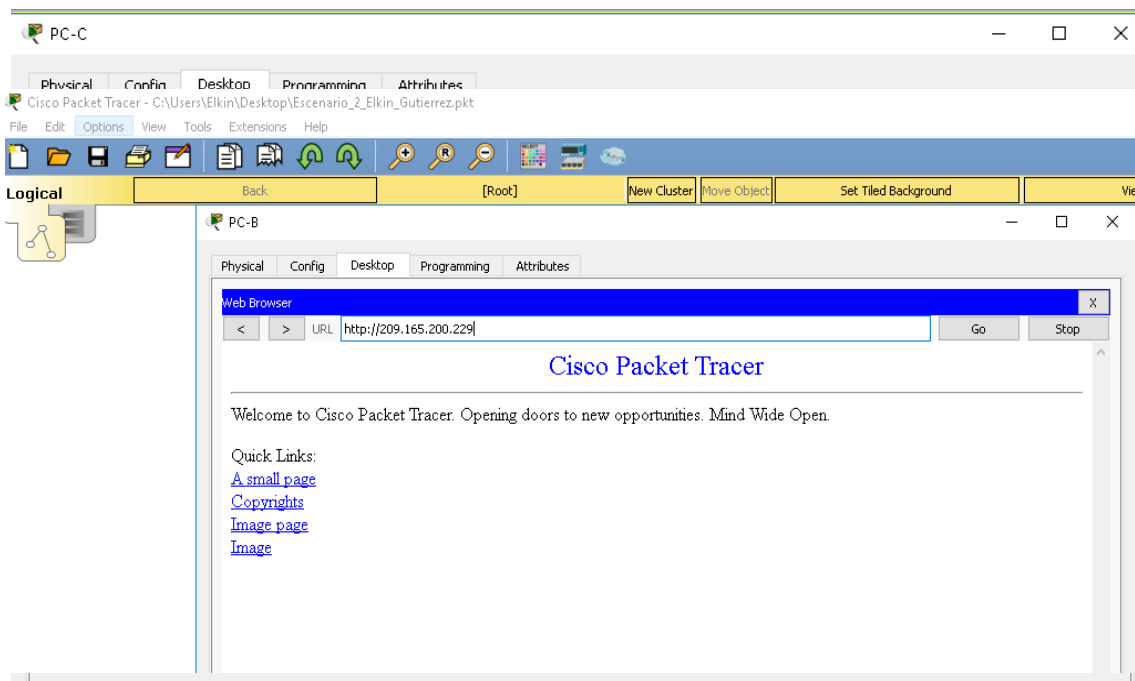 PC-C
Physical Config Desktop Programming Attributes
Cisco Packet Tracer - C:\Users\Elkin\Desktop\Escenario_2_Elkin_Gutierrez.pkt
File Edit Options View Tools Extensions Help
Logical Back [Root] New Cluster Move Object Set Tiled Background Vie
PC-B
Physical Config Desktop Programming Attributes
Web Browser X
< > URL http://209.165.200.229 Go Stop
Cisco Packet Tracer
Welcome to Cisco Packet Tracer. Opening doors to new opportunities. Mind Wide Open.
Quick Links:
A small page
Copyrights
Image page
Image